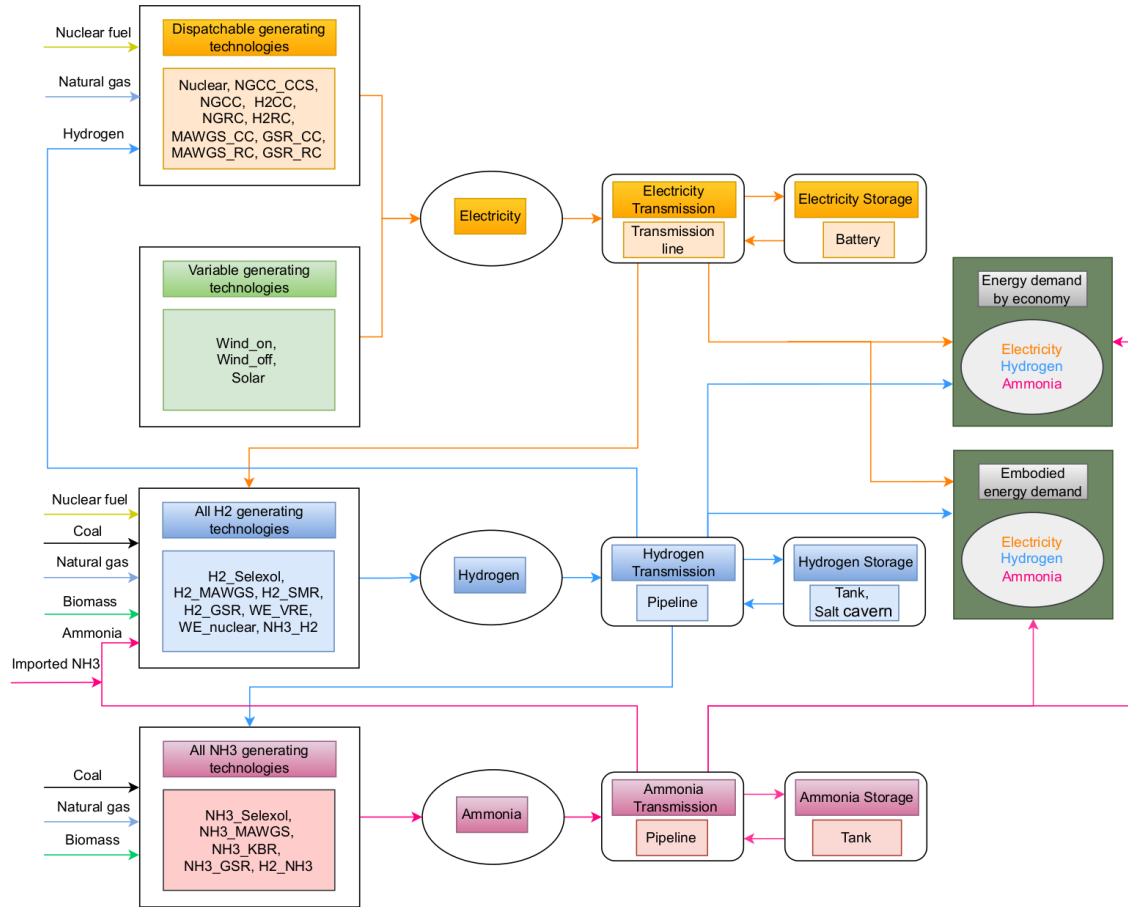 Nuclear fuel
Natural gas
Hydrogen
Dispatchable generating
technologies
Nuclear, NGCC_CCS,
NGCC, H2CC,
NGRC, H2RC,
MAWGS_CC, GSR_CC,
MAWGS_RC, GSR_RC
Variable generating
technologies
Wind_on,
Wind_off,
Solar
Electricity
Electricity
Transmission
Transmission
line
Electricity Storage
Battery
Energy demand
by economy
Electricity
Hydrogen
Ammonia
Nuclear fuel
Coal
Natural gas
Biomass
Ammonia
Imported NH3
All H2 generating
technologies
H2_Selexol,
H2_MAWGS, H2_SMR,
H2_GSR, WE_VRE,
WE_nuclear, NH3_H2
Hydrogen
Hydrogen
Transmission
Pipeline
Hydrogen Storage
Tank,
Salt cavern
Embodied
energy demand
Electricity
Hydrogen
Ammonia
Coal
Natural gas
Biomass
All NH3 generating
technologies
NH3_Selexol,
NH3_MAWGS,
NH3_KBR,
NH3_GSR, H2_NH3
Ammonia
Ammonia
Transmission
Pipeline
Ammonia Storage
Tank